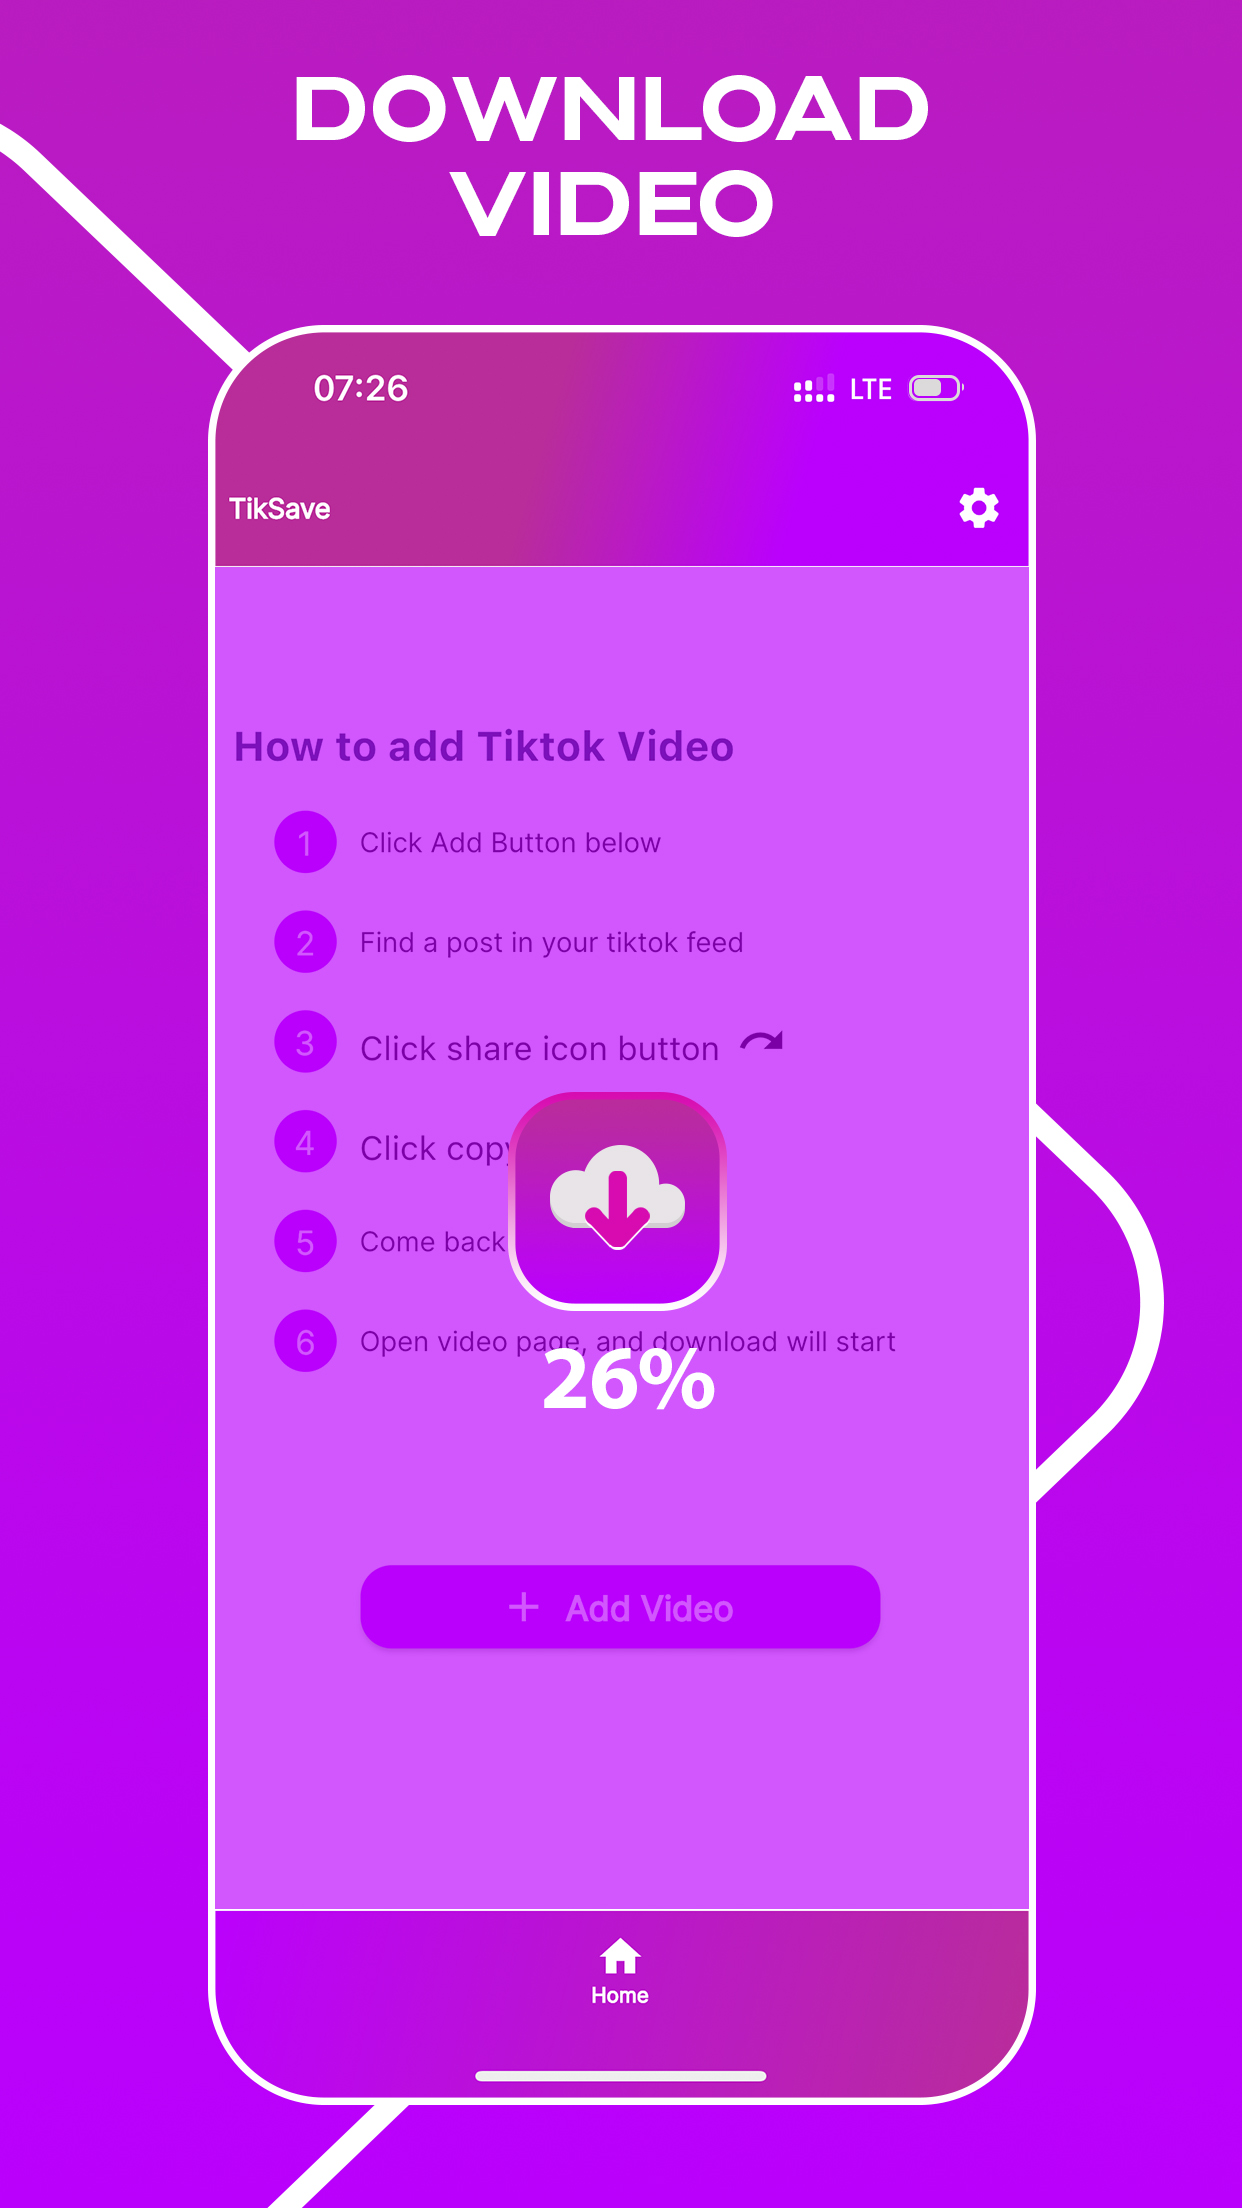 DOWNLOAD
VIDEO
07:26
LTE
TikSave
How to add Tiktok Video
1 Click Add Button below
2 Find a post in your tiktok feed
3 Click share icon button
4 Click copy
5 Come back
6 Open video page, and download will start
26%
+ Add Video
Home